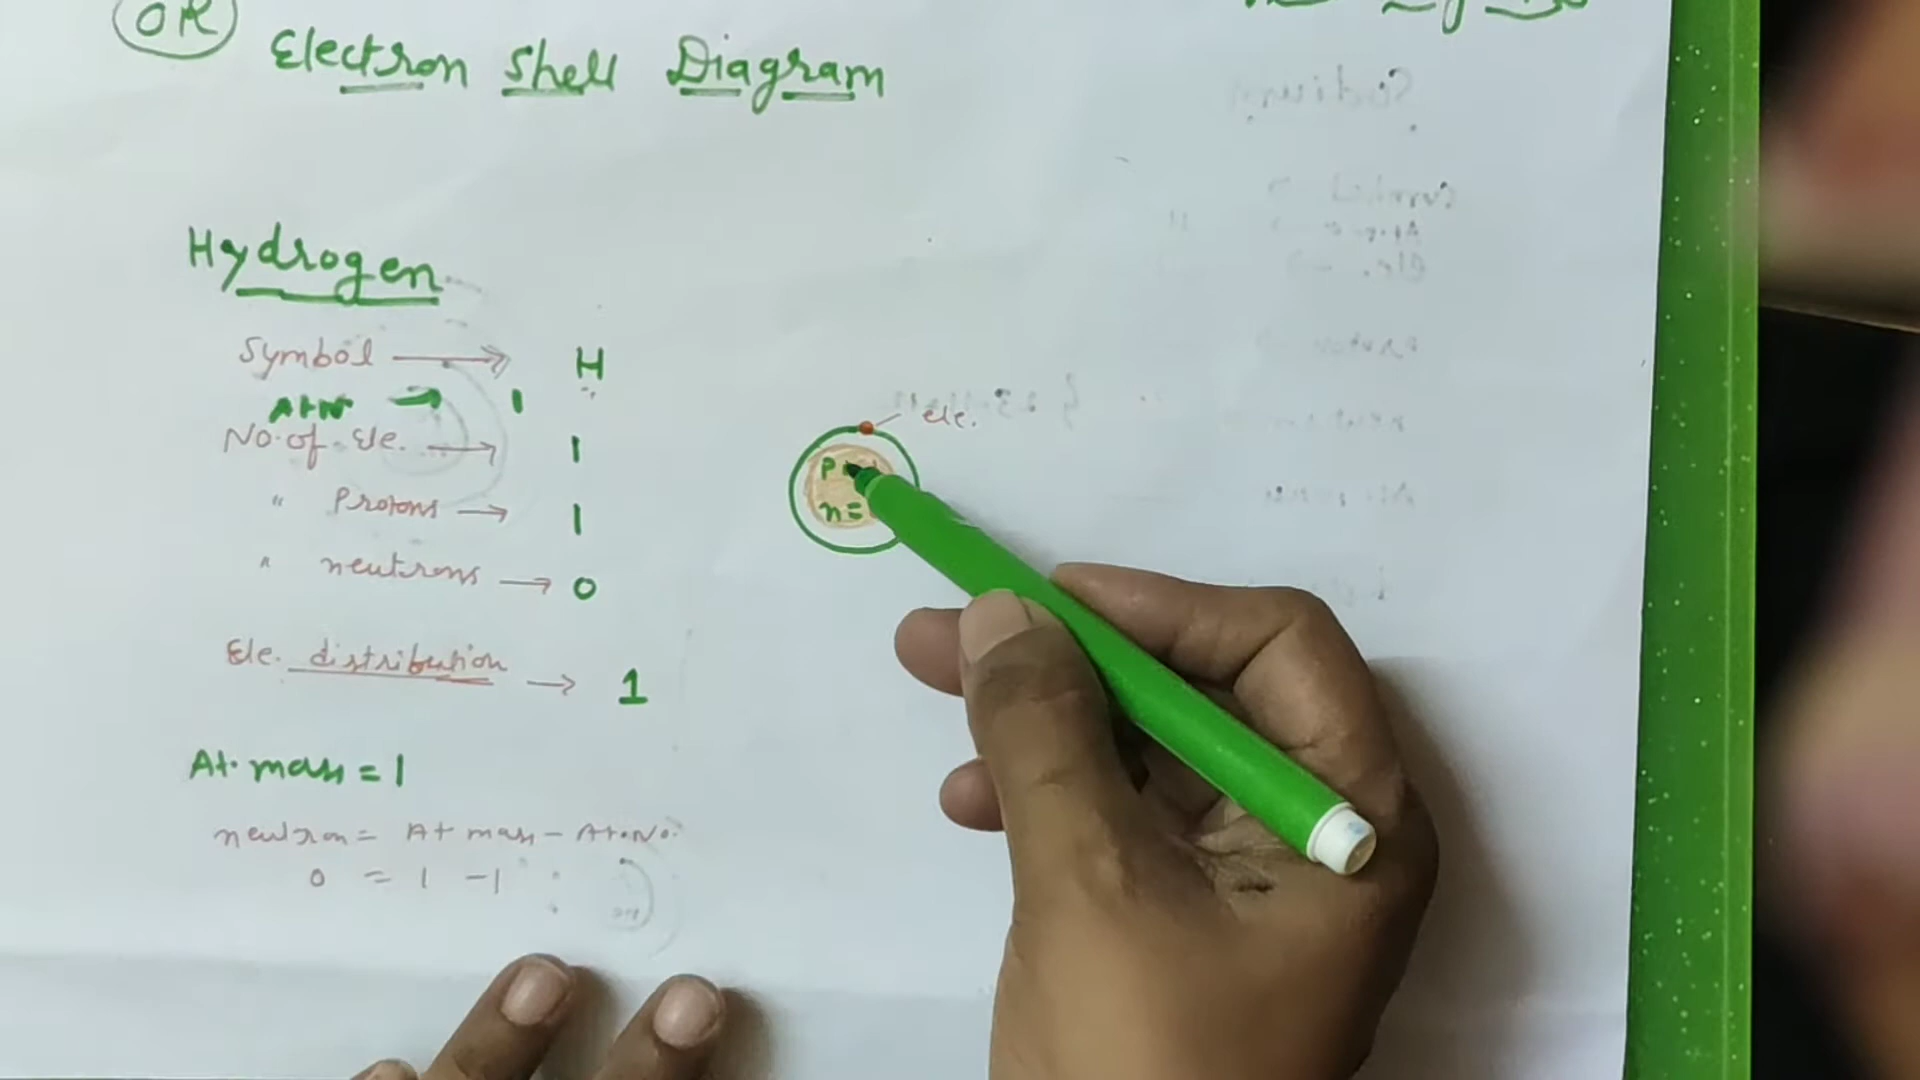 OR
Electron Shell Diagram
Hydrogen
Symbol → H
At.N → 1
No. of Ele. → 1
" Protons → 1
" neutrons → 0
Ele. distribution → 1
At. mass = 1
neutron = At mass - At.No.
0 = 1 - 1
ele.
P
n =